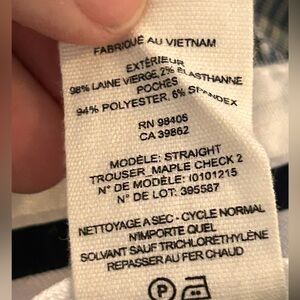 FABRIQUÉ AU VIETNAM
EXTÉRIEUR
98% LAINE VIERGE, 2% ÉLASTHANNE
POCHES
94% POLYESTER, 6% SPANDEX
RN 98405
CA 39862
MODÈLE: STRAIGHT
TROUSER_MAPLE CHECK 2
N° DE MODÈLE: I0101215
N° DE LOT: 395587
NETTOYAGE A SEC - CYCLE NORMAL
N'IMPORTE QUEL
SOLVANT SAUF TRICHLORÉTHYLÈNE
REPASSER AU FER CHAUD
P